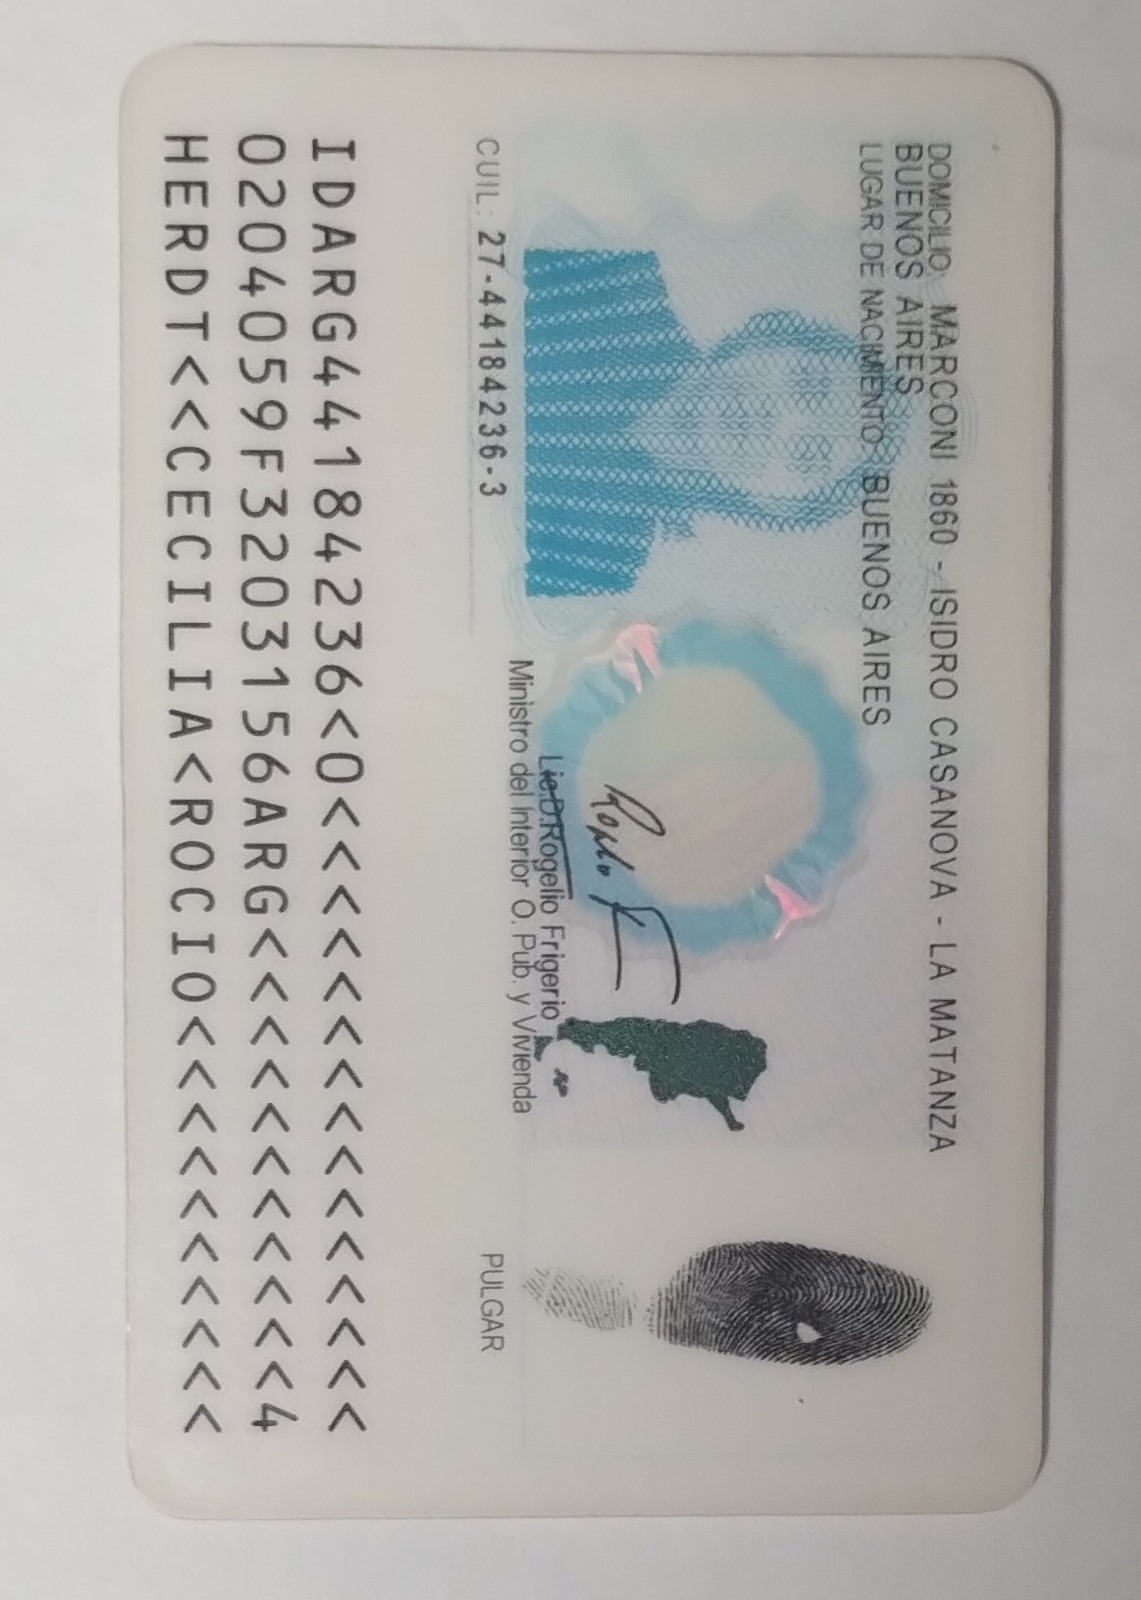 DOMICILIO: MARCONI 1860 - ISIDRO CASANOVA - LA MATANZA
BUENOS AIRES
LUGAR DE NACIMIENTO: BUENOS AIRES
Lic.D.Rogelio Frigerio
Ministro del Interior O. Pub. y Vivienda
CUIL: 27-44184236-3
PULGAR
IDARG44184236<0<<<<<<<<<<<<<<<
0204059F3203156ARG<<<<<<<<<<<4
HERDT<<CECILIA<ROCIO<<<<<<<<<<